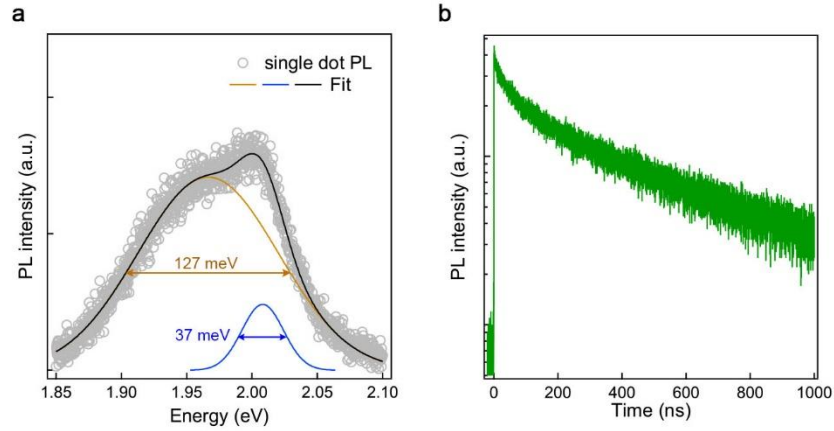 a
single dot PL
Fit
PL intensity (a.u.)
127 meV
37 meV
1.85
1.90
1.95
2.00
2.05
2.10
Energy (eV)
b
PL intensity (a.u.)
0
200
400
600
800
1000
Time (ns)